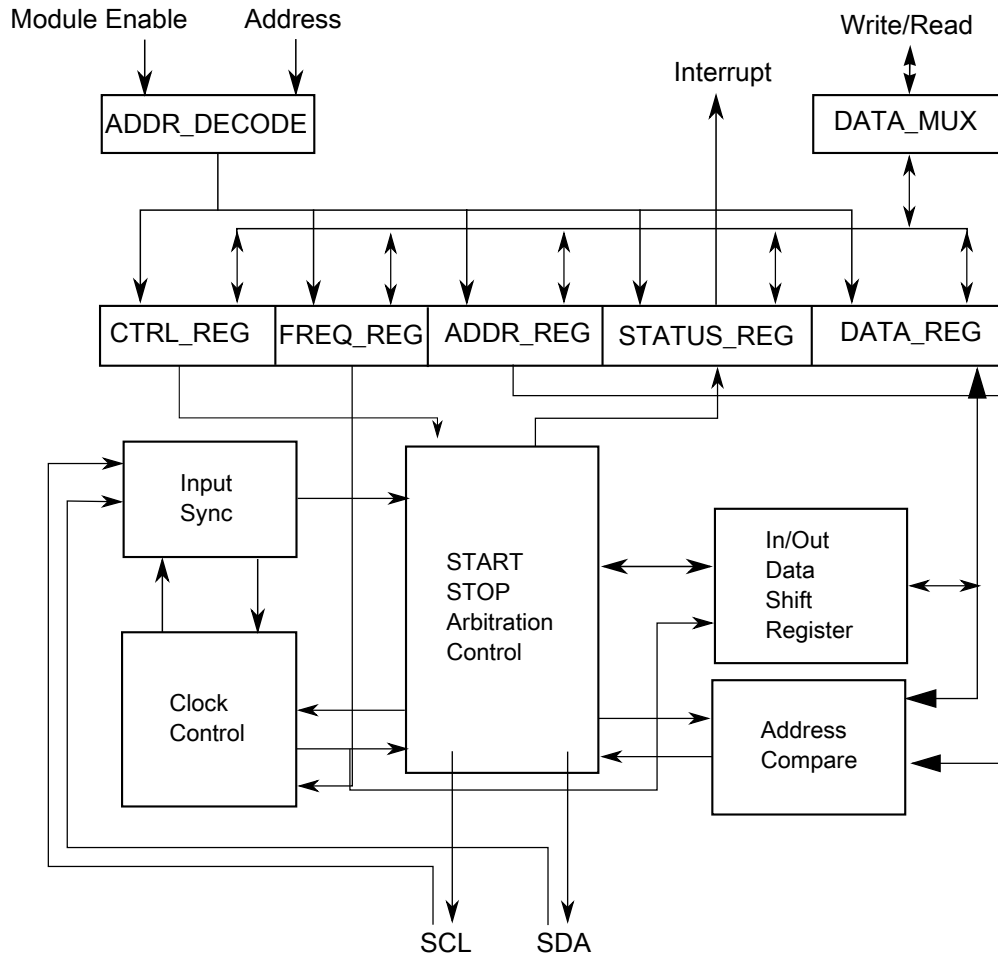 Module Enable
Address
Write/Read
Interrupt
ADDR_DECODE
DATA_MUX
CTRL_REG
FREQ_REG
ADDR_REG
STATUS_REG
DATA_REG
Input
Sync
START
STOP
Arbitration
Control
In/Out
Data
Shift
Register
Clock
Control
Address
Compare
SCL
SDA